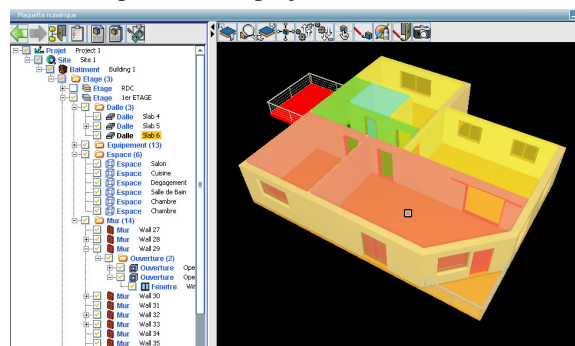 Maquette numerique
Projet Project 1
Site Site 1
Batiment Building 1
Etage (3)
Etage RDC
Etage 1er ETAGE
Dalle (3)
Dalle Slab 4
Dalle Slab 5
Dalle Slab 6
Equipement (13)
Espace (6)
Espace Salon
Espace Cuisine
Espace Degagement
Espace Salle de Bain
Espace Chambre
Espace Chambre
Mur (14)
Mur Wall 27
Mur Wall 28
Mur Wall 29
Ouverture (2)
Ouverture Ope
Ouverture Ope
Fenetre Wir
Mur Wall 30
Mur Wall 31
Mur Wall 32
Mur Wall 33
Mur Wall 34
Mur Wall 35